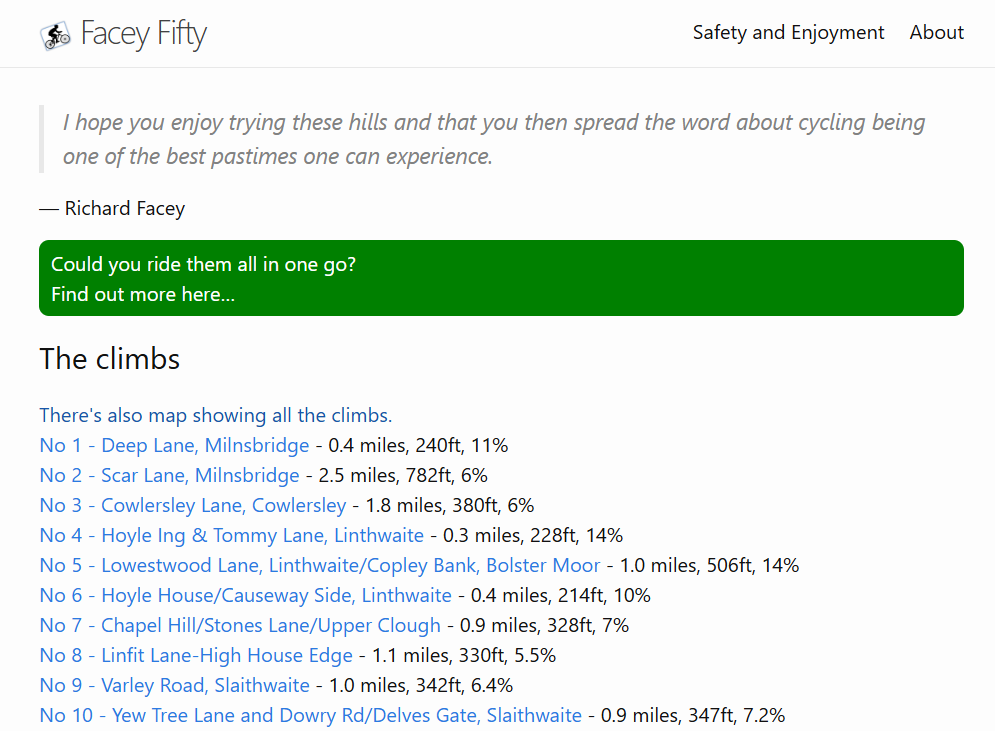 Facey Fifty
Safety and Enjoyment About
I hope you enjoy trying these hills and that you then spread the word about cycling being
one of the best pastimes one can experience.
— Richard Facey
Could you ride them all in one go?
Find out more here...
The climbs
There's also map showing all the climbs.
No 1 - Deep Lane, Milnsbridge - 0.4 miles, 240ft, 11%
No 2 - Scar Lane, Milnsbridge - 2.5 miles, 782ft, 6%
No 3 - Cowlersley Lane, Cowlersley - 1.8 miles, 380ft, 6%
No 4 - Hoyle Ing & Tommy Lane, Linthwaite - 0.3 miles, 228ft, 14%
No 5 - Lowestwood Lane, Linthwaite/Copley Bank, Bolster Moor - 1.0 miles, 506ft, 14%
No 6 - Hoyle House/Causeway Side, Linthwaite - 0.4 miles, 214ft, 10%
No 7 - Chapel Hill/Stones Lane/Upper Clough - 0.9 miles, 328ft, 7%
No 8 - Linfit Lane-High House Edge - 1.1 miles, 330ft, 5.5%
No 9 - Varley Road, Slaithwaite - 1.0 miles, 342ft, 6.4%
No 10 - Yew Tree Lane and Dowry Rd/Delves Gate, Slaithwaite - 0.9 miles, 347ft, 7.2%